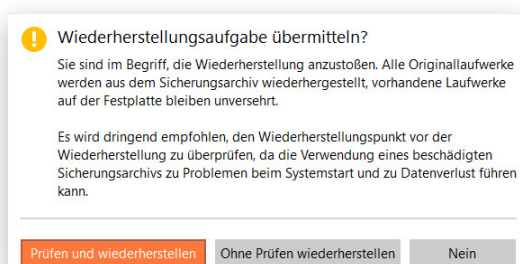 Wiederherstellungsaufgabe übermitteln?
Sie sind im Begriff, die Wiederherstellung anzustoßen. Alle Originallaufwerke
werden aus dem Sicherungsarchiv wiederhergestellt, vorhandene Laufwerke
auf der Festplatte bleiben unversehrt.
Es wird dringend empfohlen, den Wiederherstellungspunkt vor der
Wiederherstellung zu überprüfen, da die Verwendung eines beschädigten
Sicherungsarchivs zu Problemen beim Systemstart und zu Datenverlust führen
kann.
Prüfen und wiederherstellen Ohne Prüfen wiederherstellen Nein